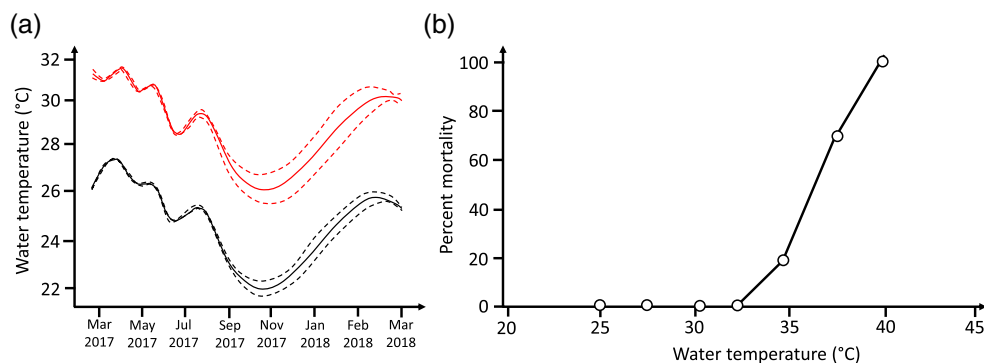 (a)
Water temperature (°C)
32
30
28
26
24
22
Mar May Jul Sep Nov Jan Feb Mar
2017 2017 2017 2017 2017 2018 2018 2018
(b)
Percent mortality
100
80
60
40
20
0
20 25 30 35 40 45
Water temperature (°C)